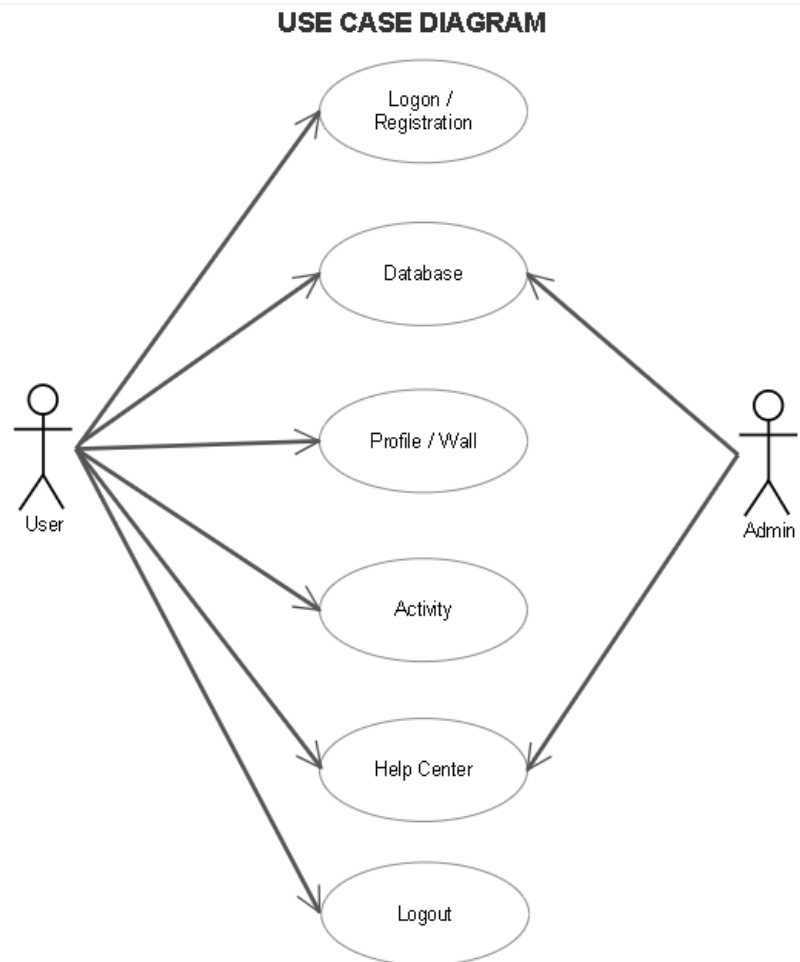 USE CASE DIAGRAM
Logon /
Registration
Database
Profile / Wall
User
Admin
Activity
Help Center
Logout